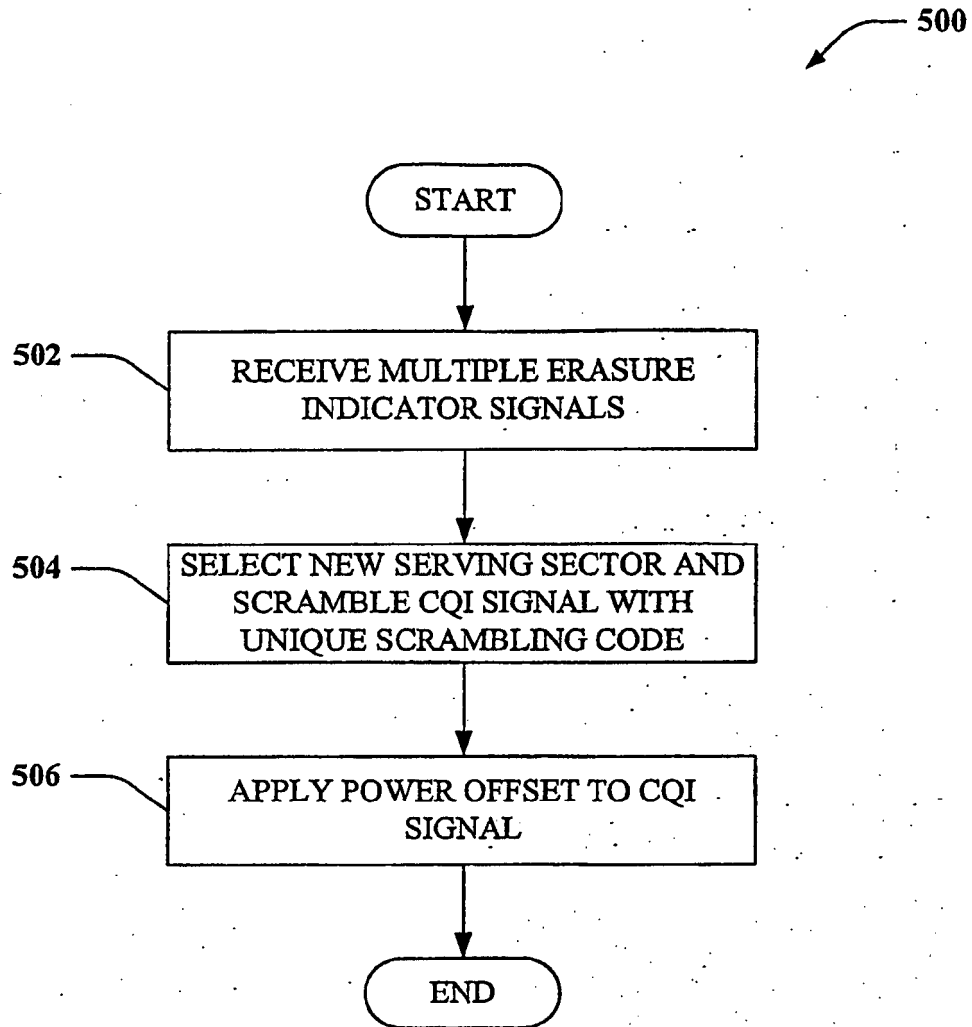 500
START
502
RECEIVE MULTIPLE ERASURE
INDICATOR SIGNALS
504
SELECT NEW SERVING SECTOR AND
SCRAMBLE CQI SIGNAL WITH
UNIQUE SCRAMBLING CODE
506
APPLY POWER OFFSET TO CQI
SIGNAL
END